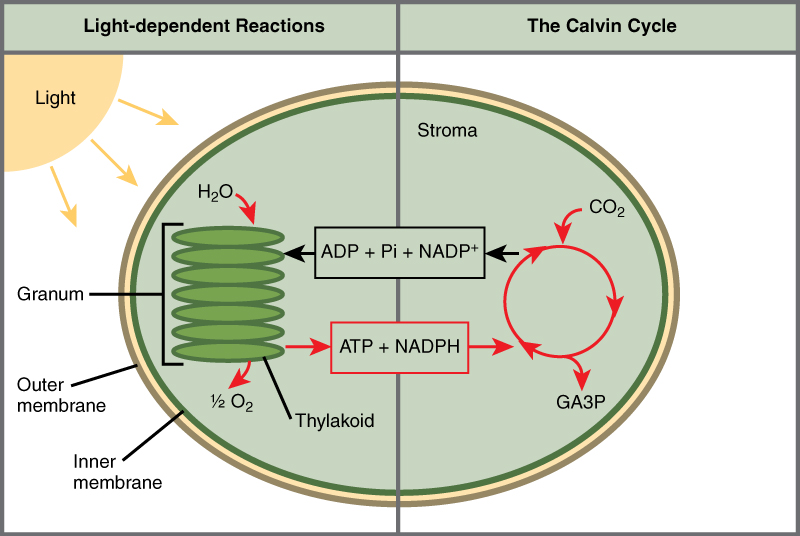 Light-dependent Reactions
The Calvin Cycle
Light
Stroma
H₂O
CO₂
ADP + Pi + NADP⁺
Granum
ATP + NADPH
Outer
membrane
½ O₂
GA3P
Thylakoid
Inner
membrane